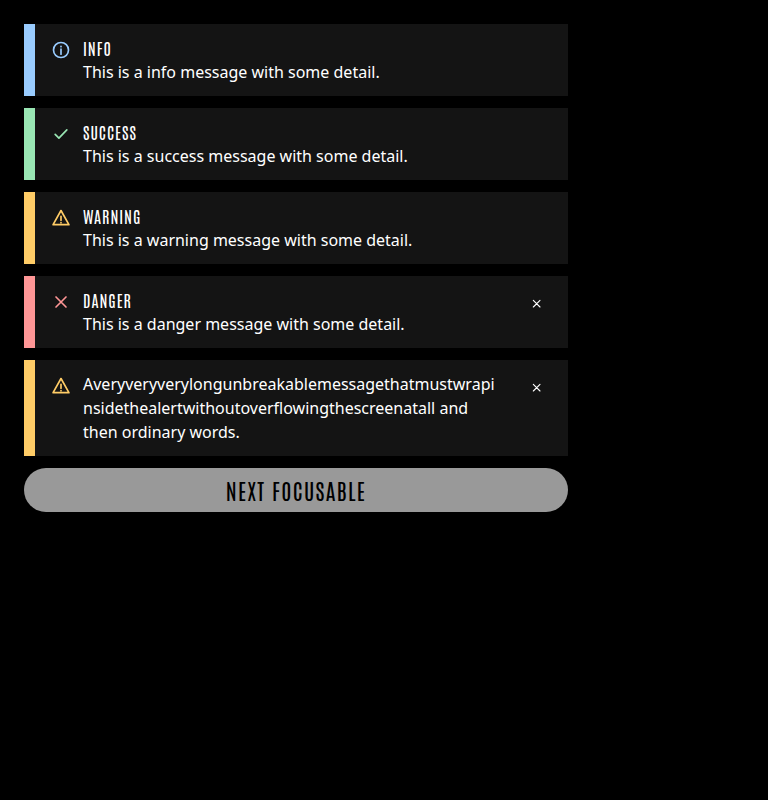 INFO
This is a info message with some detail.
SUCCESS
This is a success message with some detail.
WARNING
This is a warning message with some detail.
DANGER
This is a danger message with some detail.
Averyveryverylongunbreakablemessagethatmustwrapi
nsidethealertwithoutoverflowingthescreenatall and
then ordinary words.
NEXT FOCUSABLE